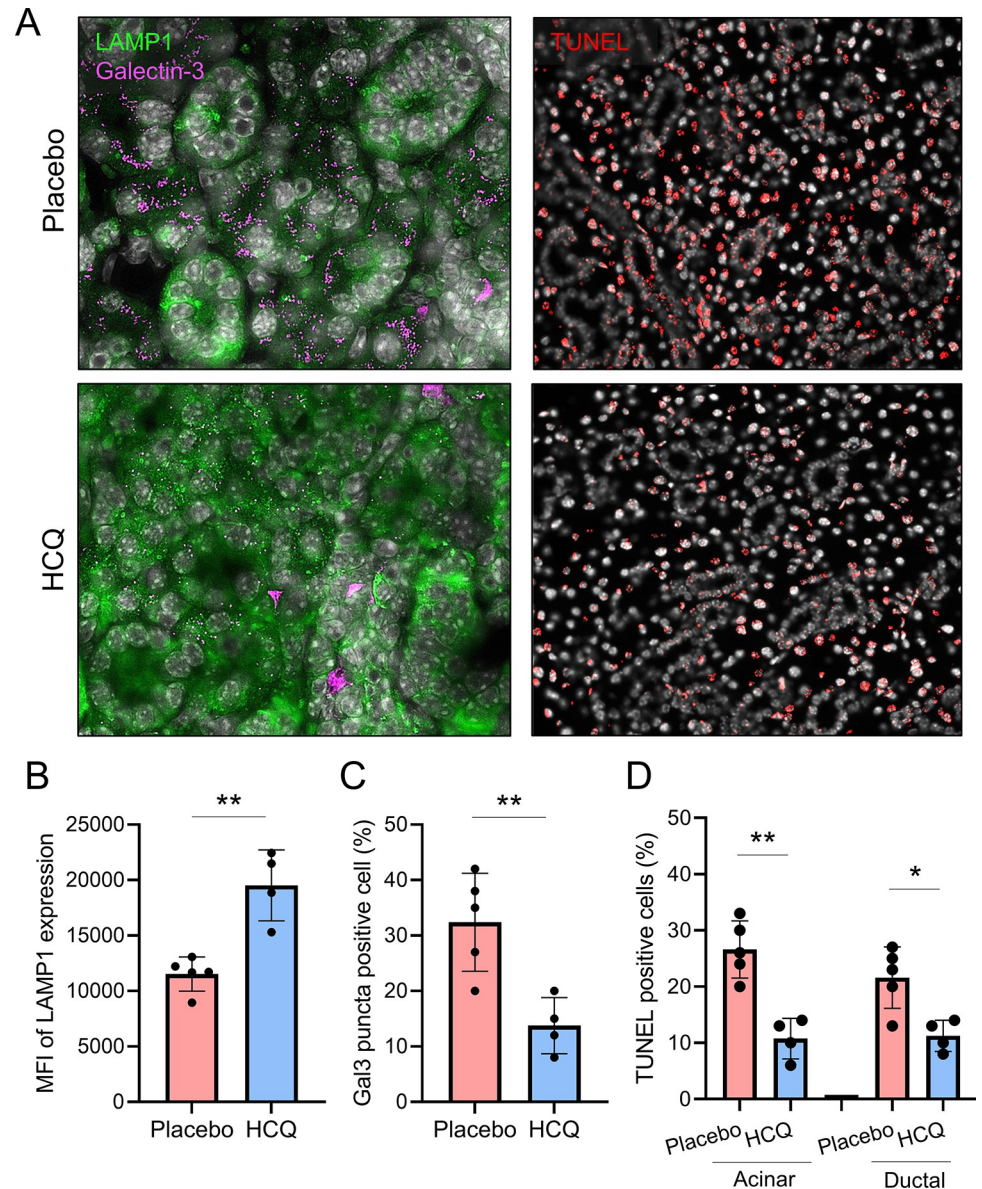 A
LAMP1
Galectin-3
TUNEL
Placebo
HCQ
B
MFI of LAMP1 expression
25000
20000
15000
10000
5000
0
**
Placebo HCQ
C
Gal3 puncta positive cell (%)
50
40
30
20
10
0
**
Placebo HCQ
D
TUNEL positive cells (%)
50
40
30
20
10
0
**
*
Placebo HCQ Placebo HCQ
Acinar Ductal